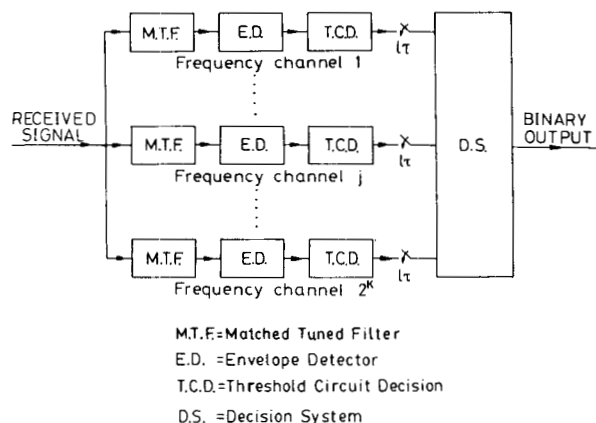 M.T.F. E.D. T.C.D. lτ
Frequency channel 1
RECEIVED SIGNAL
M.T.F. E.D. T.C.D. lτ
Frequency channel j
D.S.
BINARY OUTPUT
M.T.F. E.D. T.C.D. lτ
Frequency channel 2^K
M.T.F.=Matched Tuned Filter
E.D. =Envelope Detector
T.C.D.=Threshold Circuit Decision
D.S. =Decision System